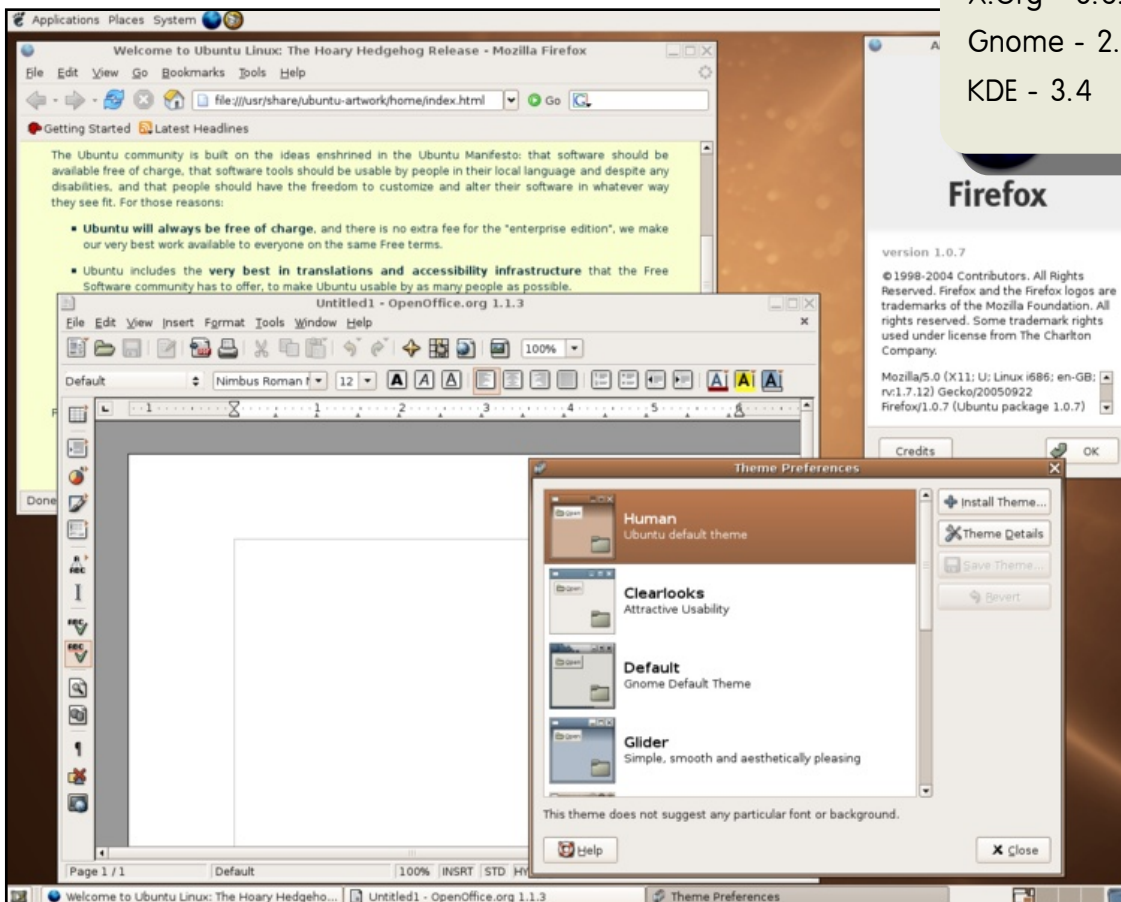 X.Org
Gnome - 2.
KDE - 3.4
Applications Places System
Welcome to Ubuntu Linux: The Hoary Hedgehog Release - Mozilla Firefox
File Edit View Go Bookmarks Tools Help
file:///usr/share/ubuntu-artwork/home/index.html Go
Getting Started Latest Headlines
The Ubuntu community is built on the ideas enshrined in the Ubuntu Manifesto: that software should be
available free of charge, that software tools should be usable by people in their local language and despite any
disabilities, and that people should have the freedom to customize and alter their software in whatever way
they see fit. For those reasons:
Ubuntu will always be free of charge, and there is no extra fee for the "enterprise edition", we make
our very best work available to everyone on the same Free terms.
Ubuntu includes the very best in translations and accessibility infrastructure that the Free
Software community has to offer, to make Ubuntu usable by as many people as possible.
Done
Firefox
version 1.0.7
©1998-2004 Contributors. All Rights
Reserved. Firefox and the Firefox logos are
trademarks of the Mozilla Foundation. All
rights reserved. Some trademark rights
used under license from The Charlton
Company.
Mozilla/5.0 (X11; U; Linux i686; en-GB;
rv:1.7.12) Gecko/20050922
Firefox/1.0.7 (Ubuntu package 1.0.7)
Credits OK
Untitled1 - OpenOffice.org 1.1.3
File Edit View Insert Format Tools Window Help
100%
Default Nimbus Roman 12 A A A A A A
1 1 2 3 4 5 6
ABC
ABC
ABC
Page 1 / 1 Default 100% INSRT STD HY
Theme Preferences
Human
Ubuntu default theme
Clearlooks
Attractive Usability
Default
Gnome Default Theme
Glider
Simple, smooth and aesthetically pleasing
Install Theme...
Theme Details
Save Theme...
Revert
This theme does not suggest any particular font or background.
Help Close
Welcome to Ubuntu Linux: The Hoary Hedgeho... Untitled1 - OpenOffice.org 1.1.3 Theme Preferences